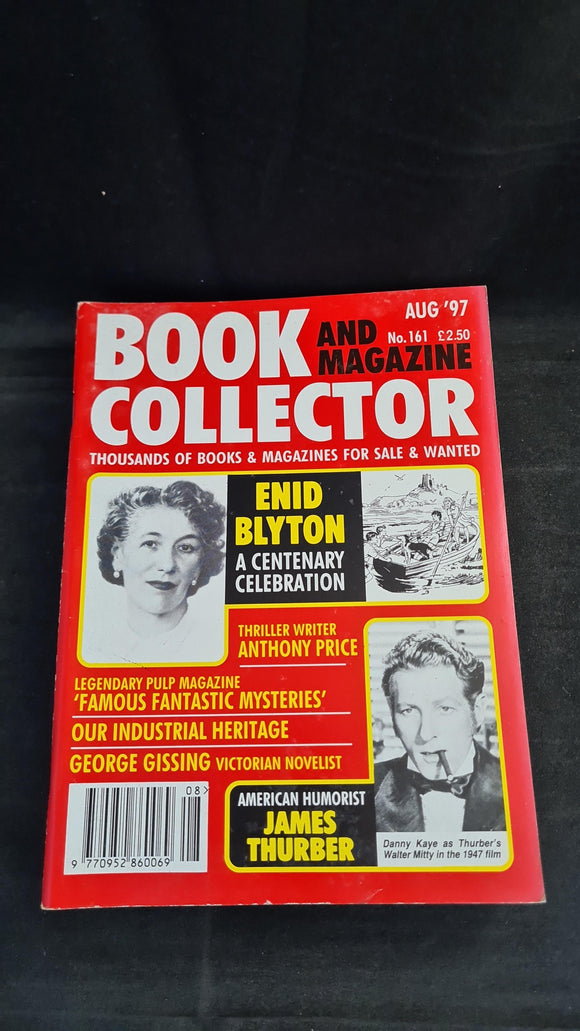 AUG '97
BOOK AND MAGAZINE
No.161 £2.50
COLLECTOR
THOUSANDS OF BOOKS & MAGAZINES FOR SALE & WANTED
ENID
BLYTON
A CENTENARY
CELEBRATION
THRILLER WRITER
ANTHONY PRICE
LEGENDARY PULP MAGAZINE
'FAMOUS FANTASTIC MYSTERIES'
OUR INDUSTRIAL HERITAGE
GEORGE GISSING VICTORIAN NOVELIST
08>
9 770952 860069
AMERICAN HUMORIST
JAMES
THURBER
Danny Kaye as Thurber's
Walter Mitty in the 1947 film